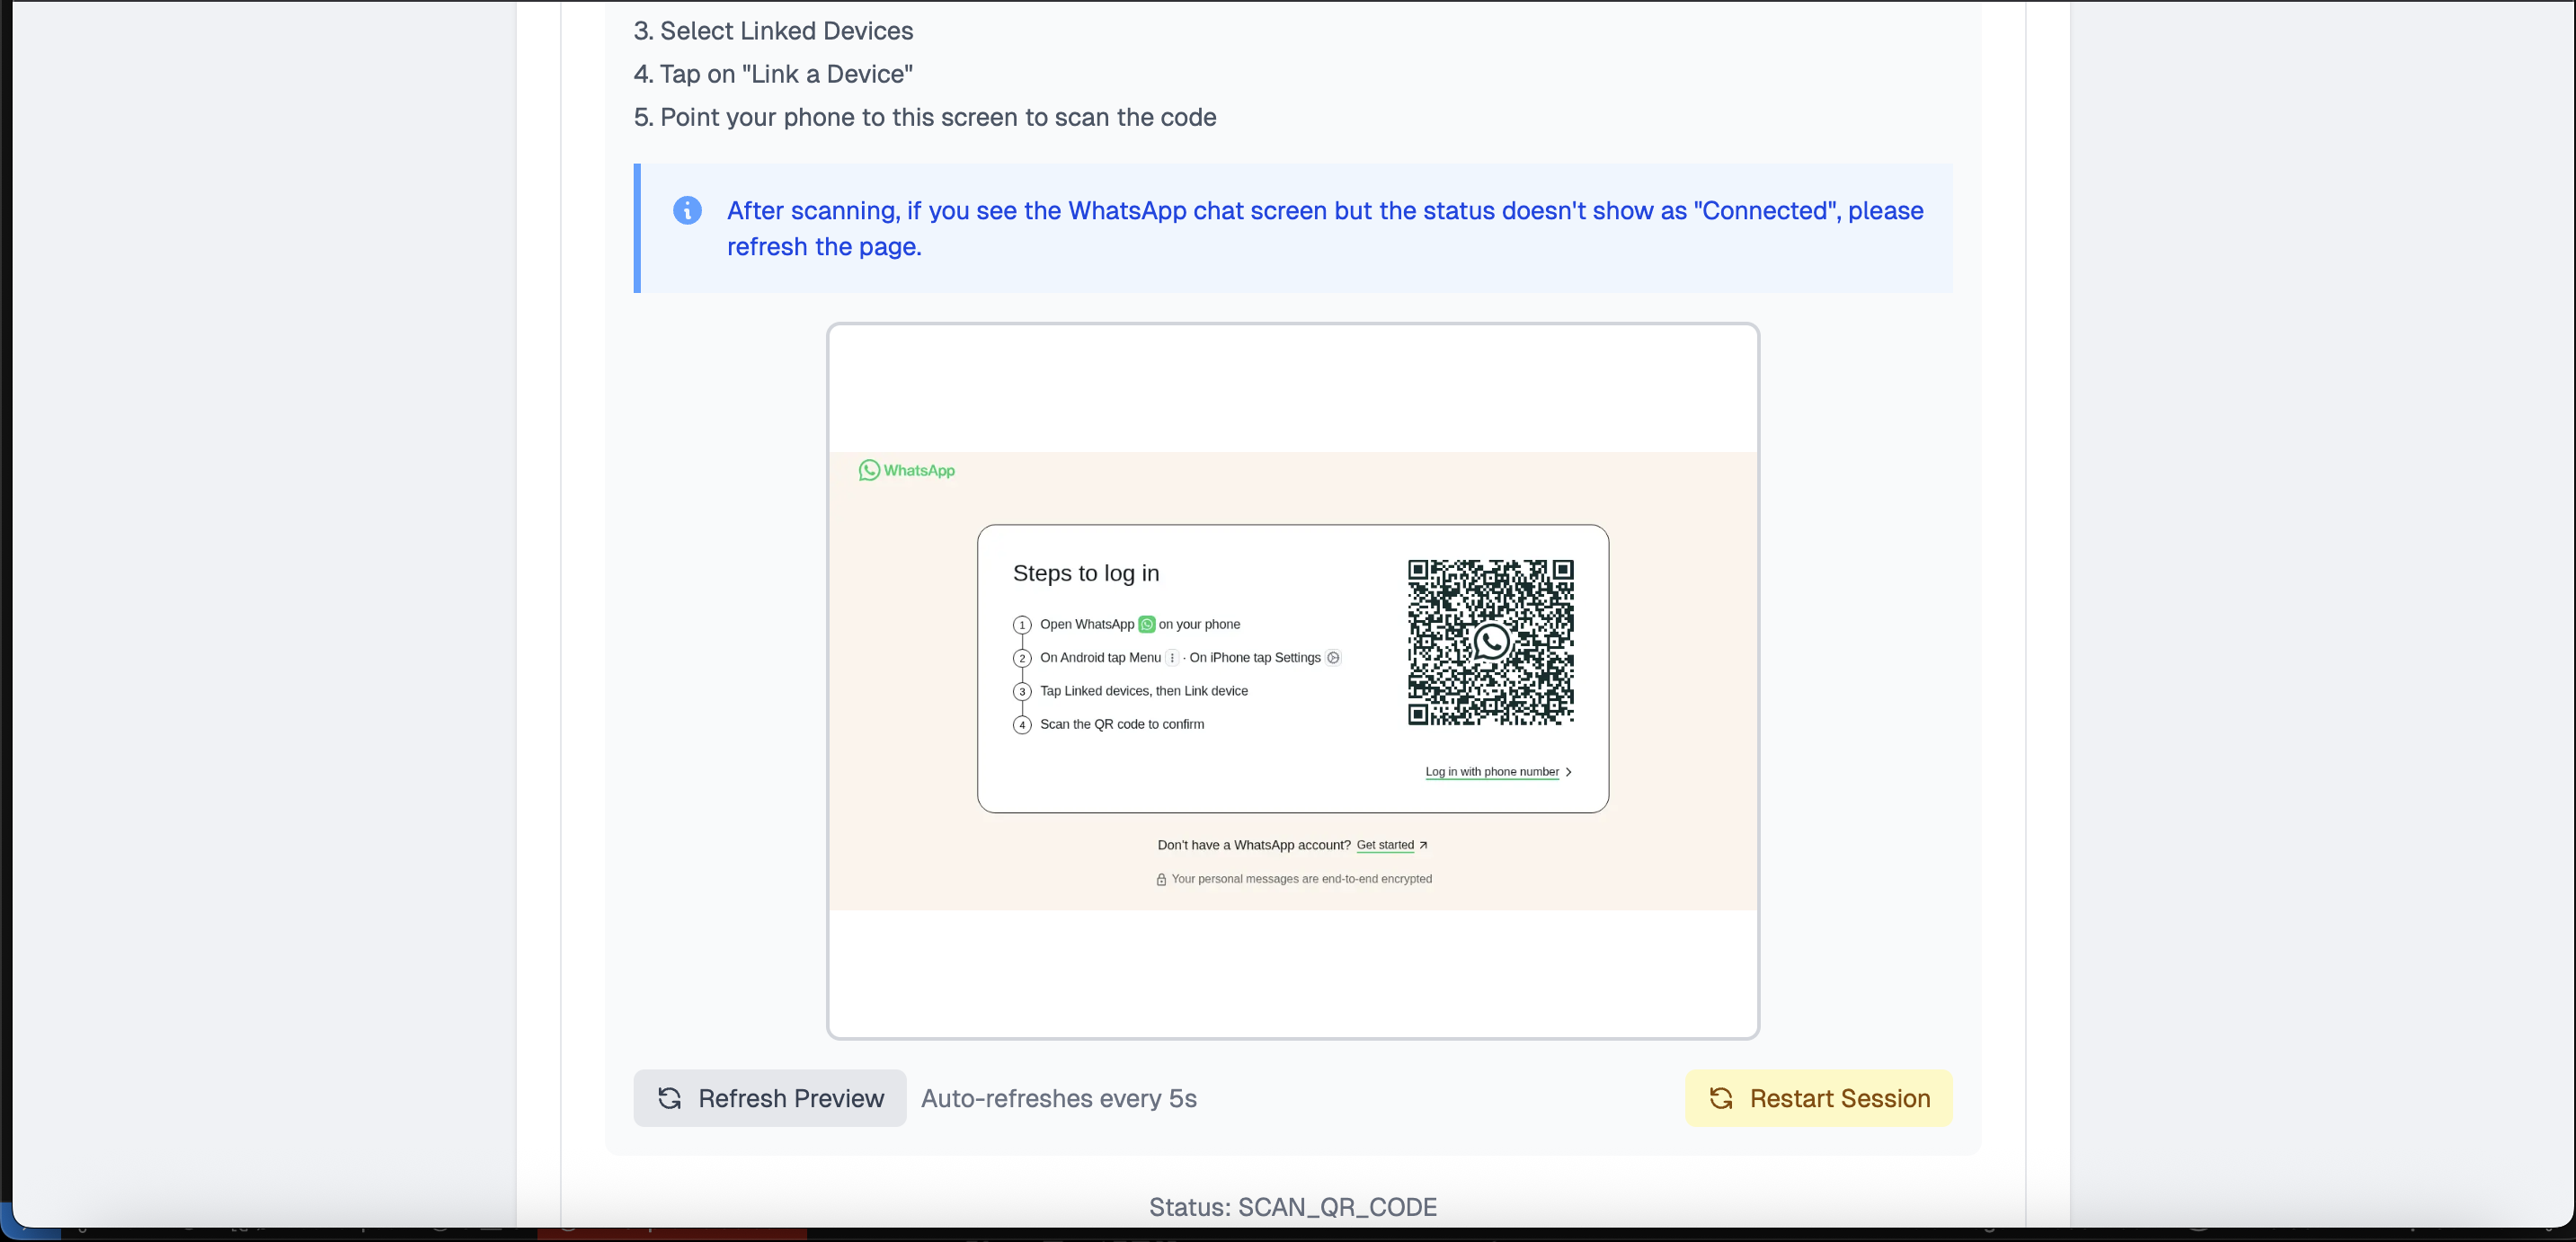 3. Select Linked Devices
4. Tap on "Link a Device"
5. Point your phone to this screen to scan the code
After scanning, if you see the WhatsApp chat screen but the status doesn't show as "Connected", please
refresh the page.
WhatsApp
Steps to log in
1 Open WhatsApp on your phone
2 On Android tap Menu · On iPhone tap Settings
3 Tap Linked devices, then Link device
4 Scan the QR code to confirm
Log in with phone number
Don't have a WhatsApp account? Get started
Your personal messages are end-to-end encrypted
Refresh Preview Auto-refreshes every 5s Restart Session
Status: SCAN_QR_CODE